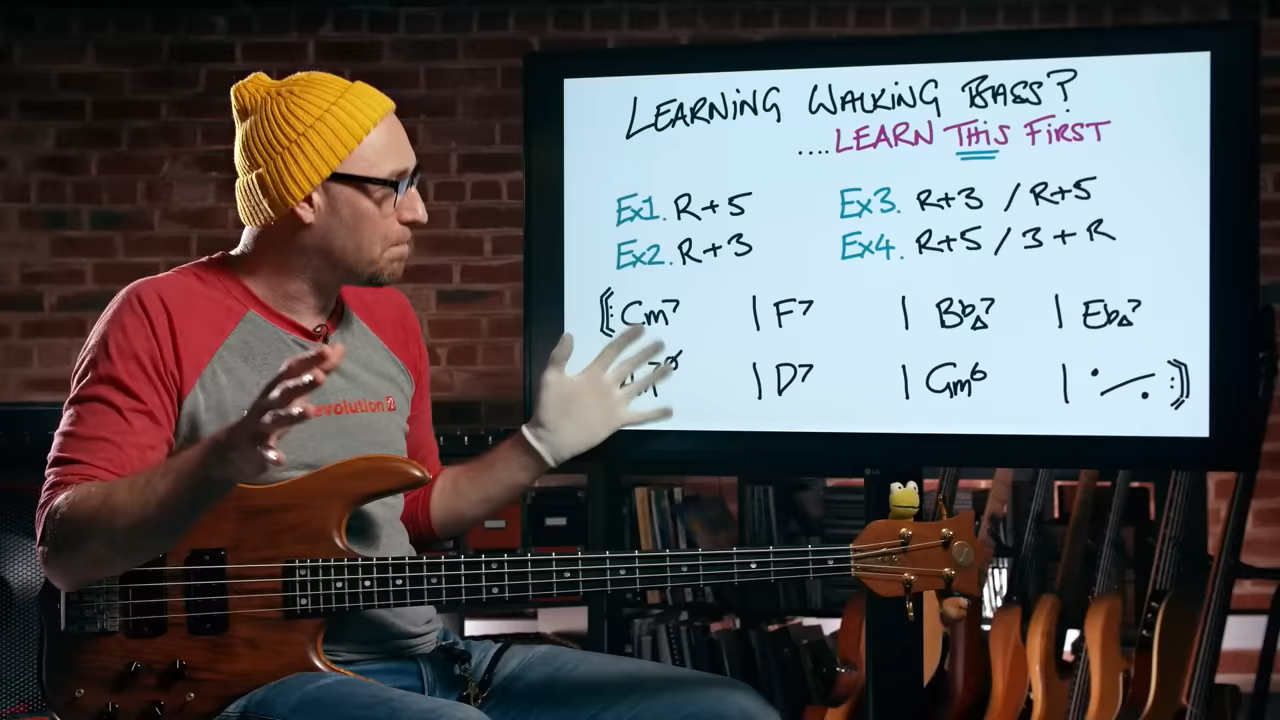 LEARNING WALKING BASS?
....LEARN THIS FIRST
Ex1. R+5
Ex2. R+3
Ex3. R+3 / R+5
Ex4. R+5 / 3+R
Cm7 | F7 | Bb△7 | Eb△7
| D7 | Gm6 | ٪
evolution